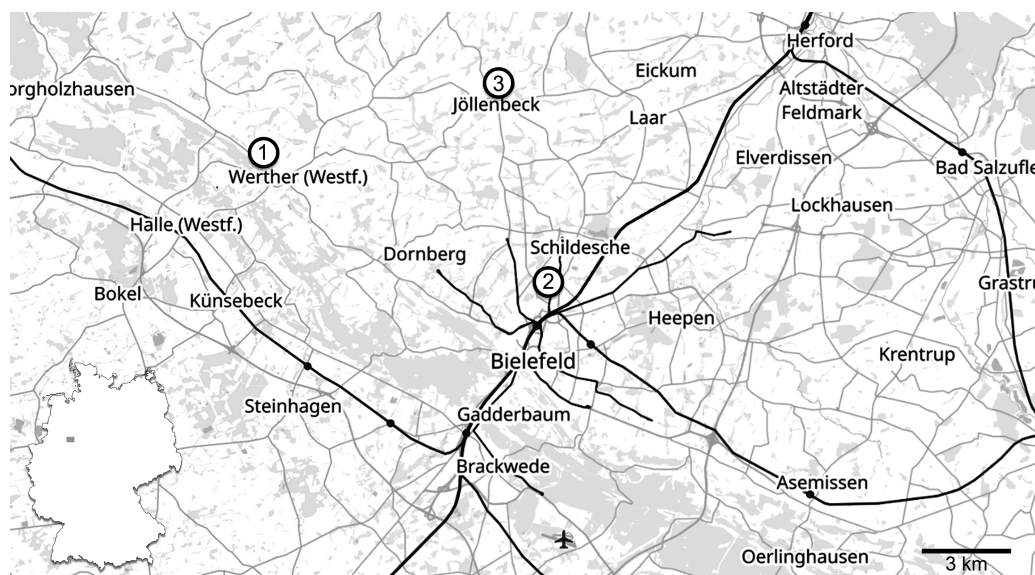 Herford
Eickum
orgholzhausen
3
Jöllenbeck
Altstädter
Feldmark
Laar
1
Werther (Westf.)
Elverdissen
Bad Salzufle
Halle (Westf.)
Lockhausen
Dornberg
Schildesche
2
Bokel
Künsebeck
Grastru
Heepen
Bielefeld
Krentrup
Steinhagen
Gadderbaum
Brackwede
Asemissen
Oerlinghausen
3 km